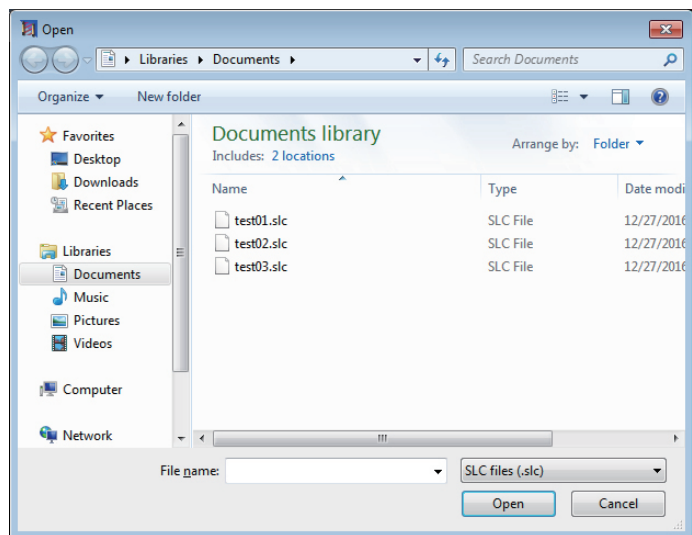 Open
Libraries Documents
Search Documents
Organize New folder
Favorites
Desktop
Downloads
Recent Places
Libraries
Documents
Music
Pictures
Videos
Computer
Network
Documents library
Includes: 2 locations
Arrange by: Folder
Name Type Date modi
test01.slc SLC File 12/27/2016
test02.slc SLC File 12/27/2016
test03.slc SLC File 12/27/2016
File name: SLC files (.slc)
Open Cancel